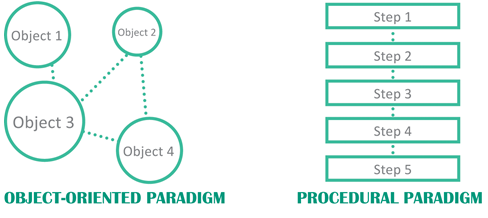 Object 1
Object 2
Object 3
Object 4
OBJECT-ORIENTED PARADIGM
Step 1
Step 2
Step 3
Step 4
Step 5
PROCEDURAL PARADIGM